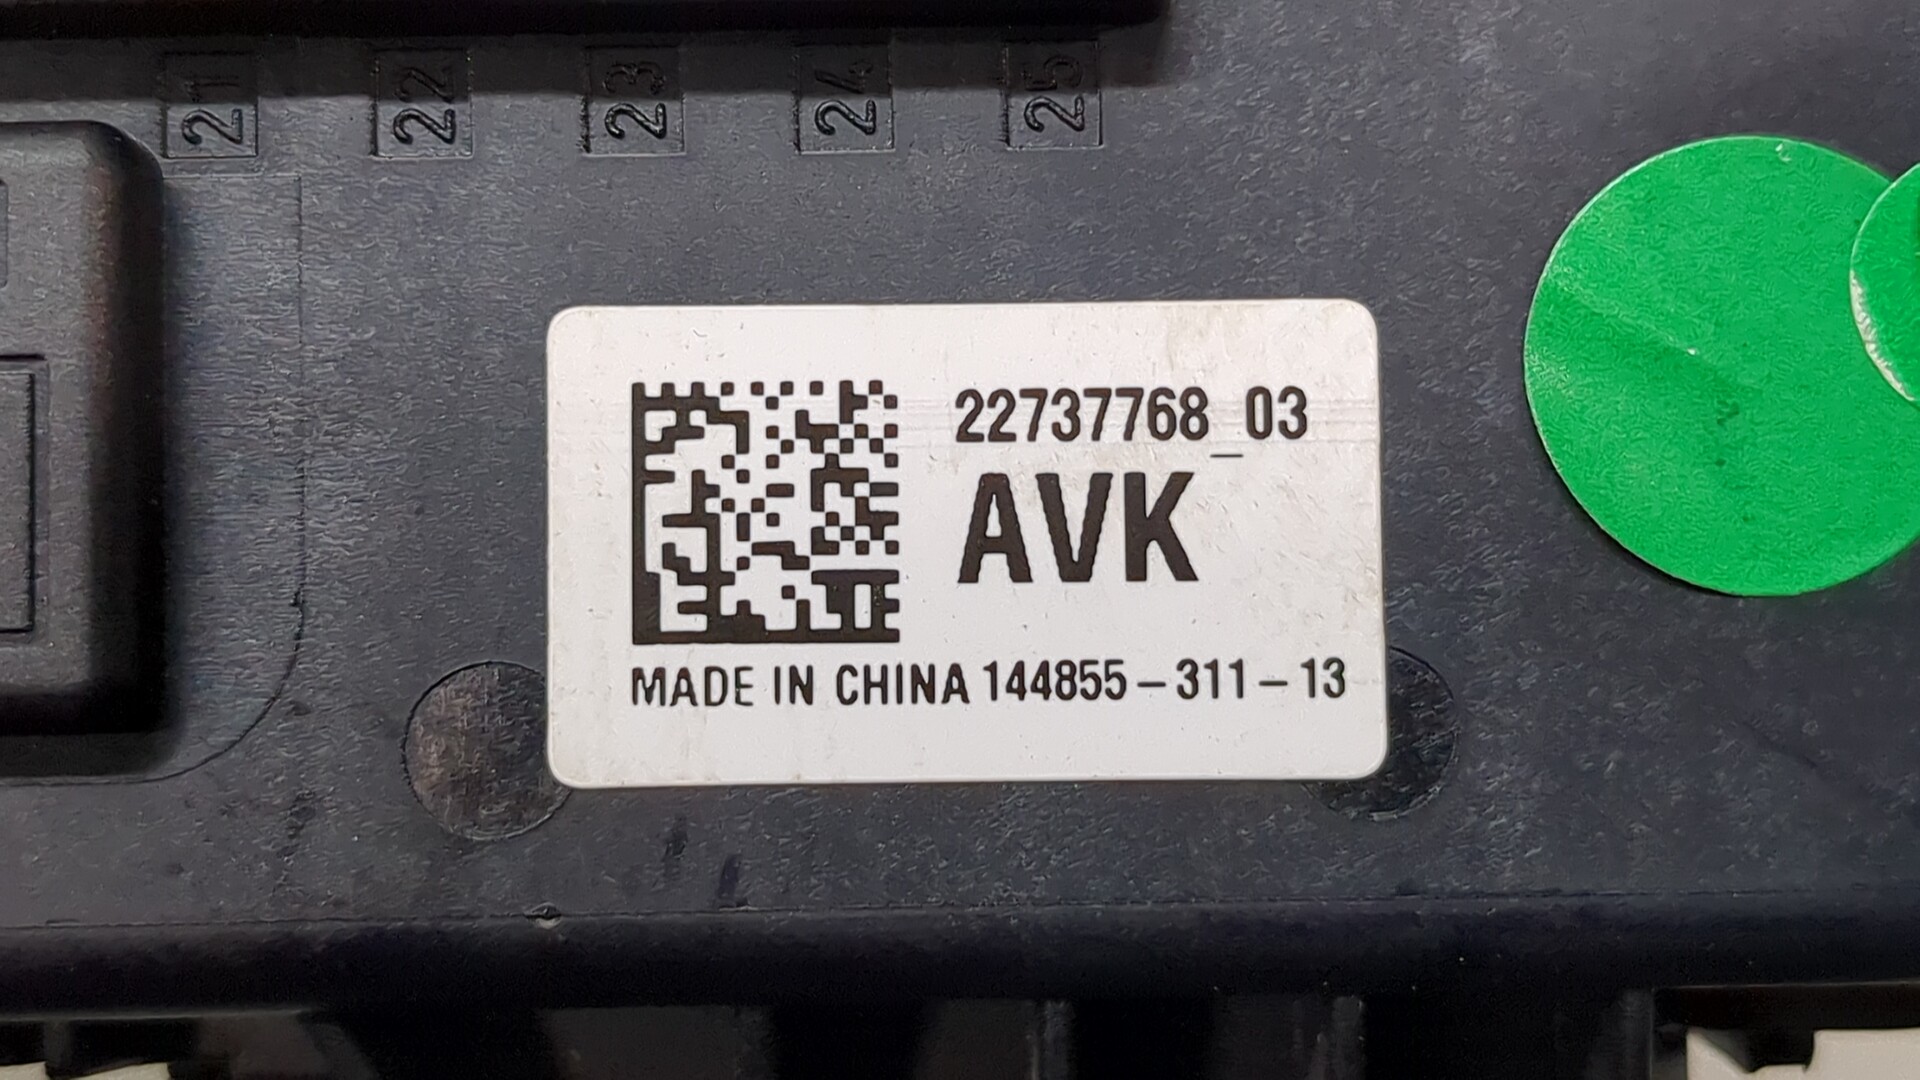 21 22 23 24 25
22737768_03
AVK
MADE IN CHINA 144855-311-13